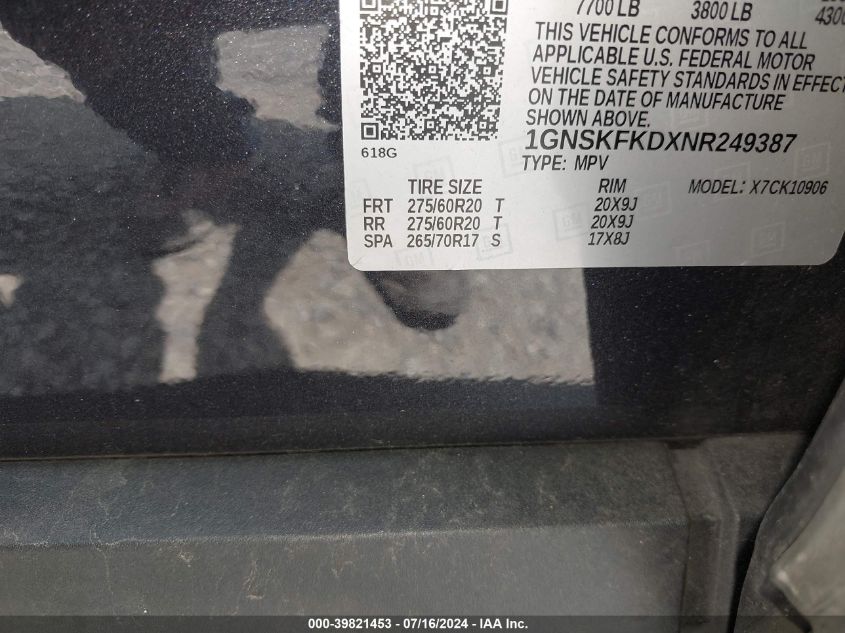 7700 LB 3800 LB
THIS VEHICLE CONFORMS TO ALL
APPLICABLE U.S. FEDERAL MOTOR
VEHICLE SAFETY STANDARDS IN EFFECT
ON THE DATE OF MANUFACTURE
SHOWN ABOVE.
1GNSKFKDXNR249387
618G
TYPE: MPV
TIRE SIZE RIM MODEL: X7CK10906
FRT 275/60R20 T 20X9J
RR 275/60R20 T 20X9J
SPA 265/70R17 S 17X8J
000-39821453 - 07/16/2024 - IAA Inc.